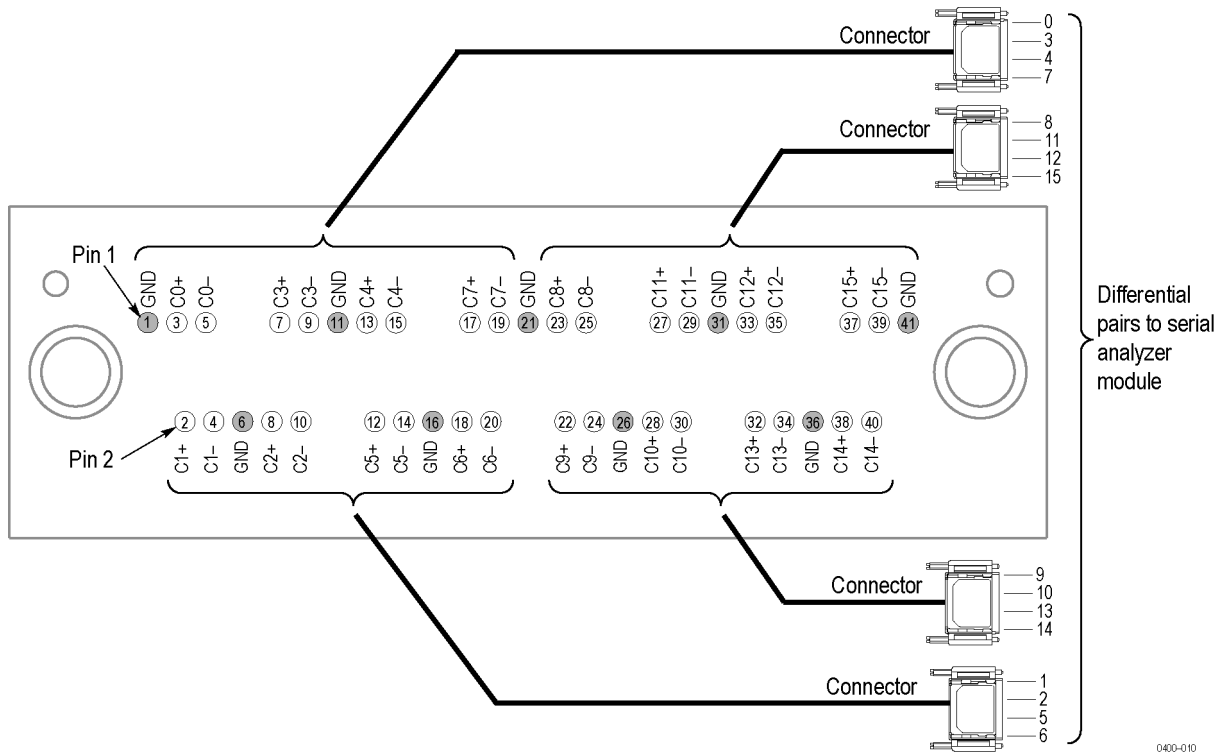 Connector
0
3
4
7
Connector
8
11
12
15
Pin 1
GND C0+ C0– C3+ C3– GND C4+ C4– C7+ C7– GND C8+ C8– C11+ C11– GND C12+ C12– C15+ C15– GND
1 3 5 7 9 11 13 15 17 19 21 23 25 27 29 31 33 35 37 39 41
Differential
pairs to serial
analyzer
module
Pin 2
2 4 6 8 10 12 14 16 18 20 22 24 26 28 30 32 34 36 38 40
C1+ C1- GND C2+ C2- C5+ C5- GND C6+ C6- C9+ C9- GND C10+ C10- C13+ C13- GND C14+ C14-
Connector
9
10
13
14
Connector
1
2
5
6
0400–010